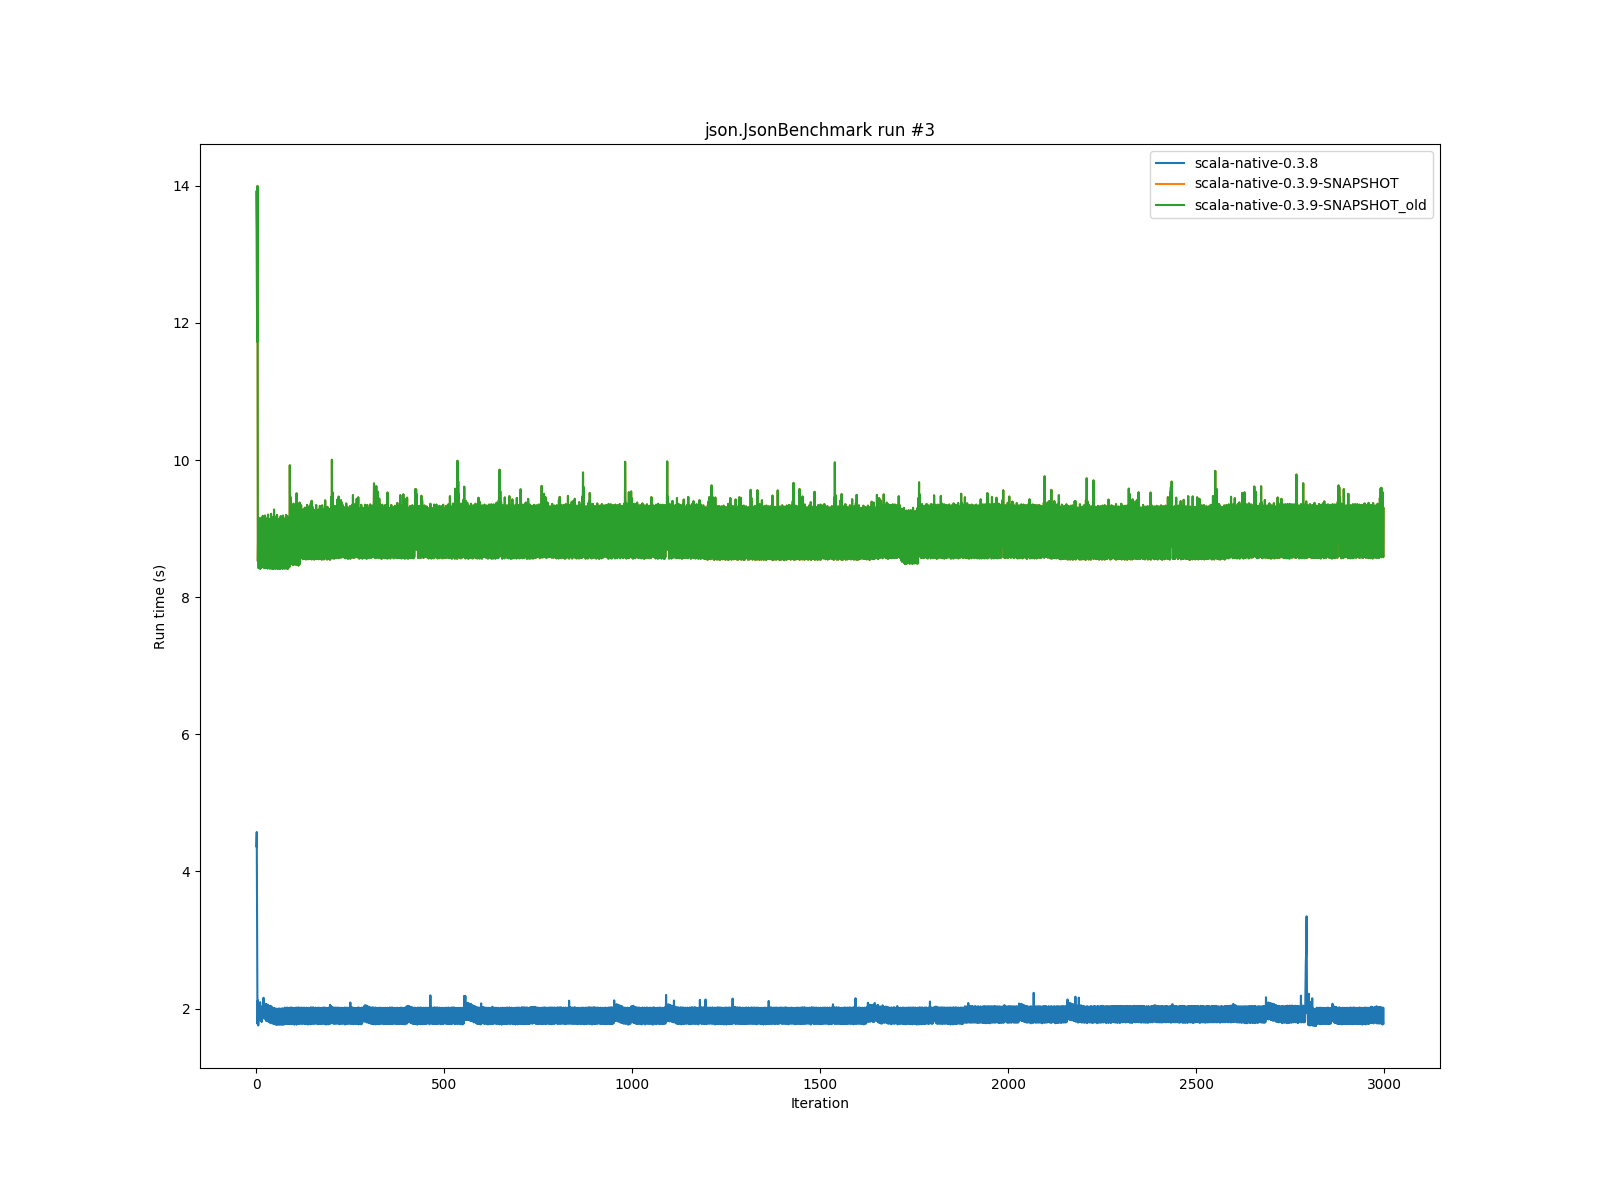 json.JsonBenchmark run #3
scala-native-0.3.8
scala-native-0.3.9-SNAPSHOT
scala-native-0.3.9-SNAPSHOT_old
14
12
10
8
6
4
2
Run time (s)
0
500
1000
1500
2000
2500
3000
Iteration